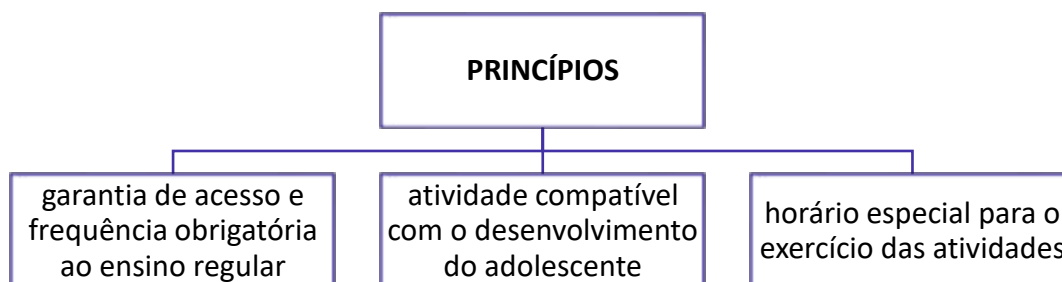 PRINCÍPIOS
garantia de acesso e
frequência obrigatória
ao ensino regular
atividade compatível
com o desenvolvimento
do adolescente
horário especial para o
exercício das atividades